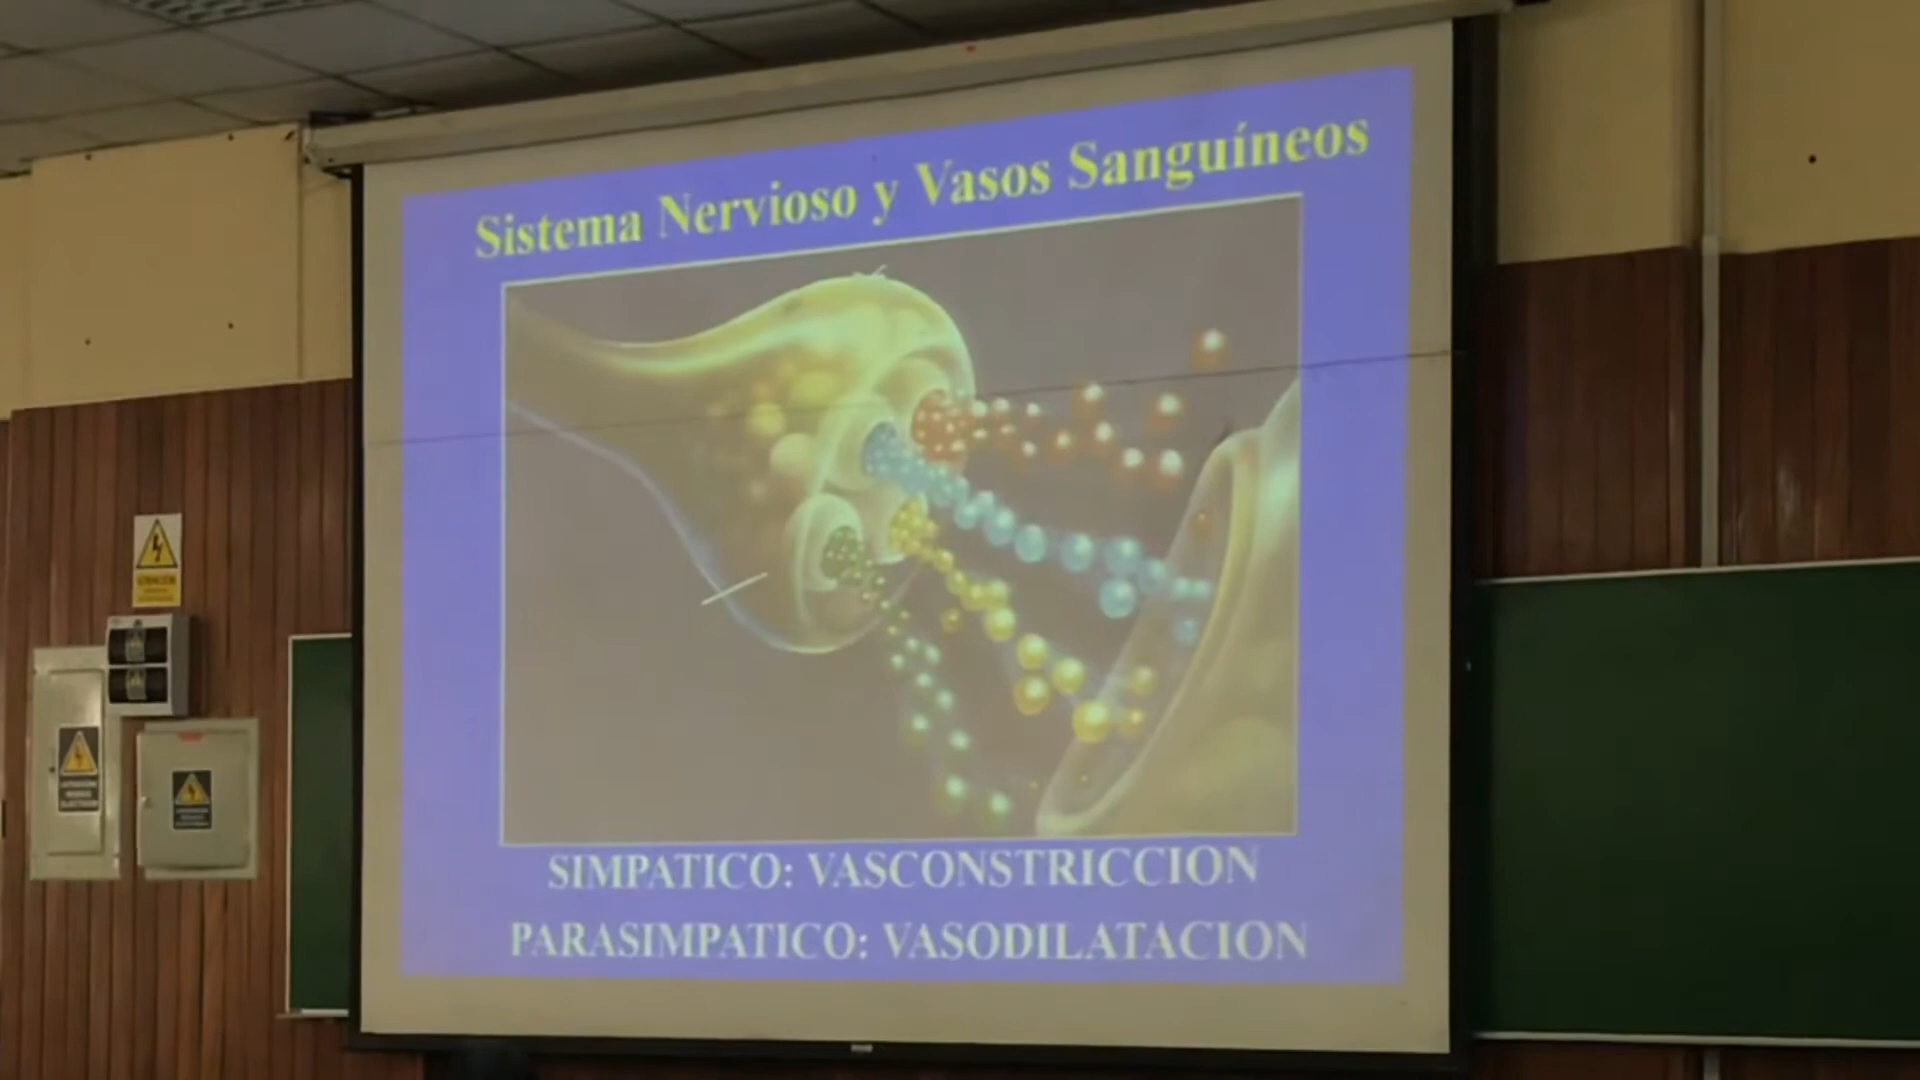 Sistema Nervioso y Vasos Sanguíneos
SIMPATICO: VASCONSTRICCION
PARASIMPATICO: VASODILATACION